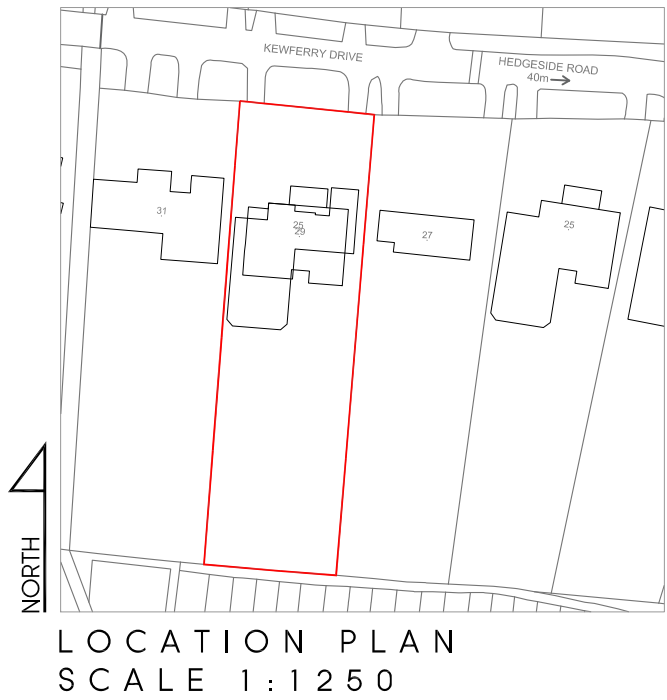 KEWFERRY DRIVE
HEDGESIDE ROAD
40m
31
25
29
27
25
NORTH
LOCATION PLAN
SCALE 1:1250